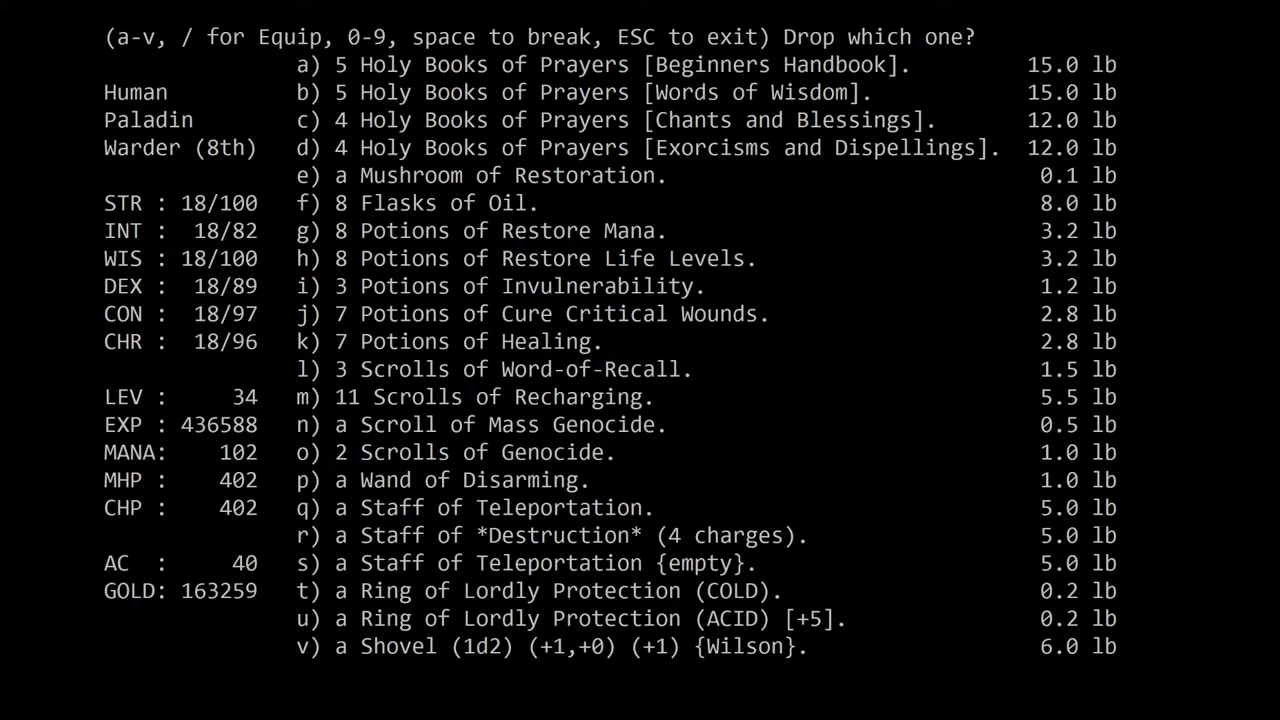 (a-v, / for Equip, 0-9, space to break, ESC to exit) Drop which one?
a) 5 Holy Books of Prayers [Beginners Handbook]. 15.0 lb
Human b) 5 Holy Books of Prayers [Words of Wisdom]. 15.0 lb
Paladin c) 4 Holy Books of Prayers [Chants and Blessings]. 12.0 lb
Warder (8th) d) 4 Holy Books of Prayers [Exorcisms and Dispellings]. 12.0 lb
e) a Mushroom of Restoration. 0.1 lb
STR : 18/100 f) 8 Flasks of Oil. 8.0 lb
INT : 18/82 g) 8 Potions of Restore Mana. 3.2 lb
WIS : 18/100 h) 8 Potions of Restore Life Levels. 3.2 lb
DEX : 18/89 i) 3 Potions of Invulnerability. 1.2 lb
CON : 18/97 j) 7 Potions of Cure Critical Wounds. 2.8 lb
CHR : 18/96 k) 7 Potions of Healing. 2.8 lb
l) 3 Scrolls of Word-of-Recall. 1.5 lb
LEV : 34 m) 11 Scrolls of Recharging. 5.5 lb
EXP : 436588 n) a Scroll of Mass Genocide. 0.5 lb
MANA: 102 o) 2 Scrolls of Genocide. 1.0 lb
MHP : 402 p) a Wand of Disarming. 1.0 lb
CHP : 402 q) a Staff of Teleportation. 5.0 lb
r) a Staff of *Destruction* (4 charges). 5.0 lb
AC : 40 s) a Staff of Teleportation {empty}. 5.0 lb
GOLD: 163259 t) a Ring of Lordly Protection (COLD). 0.2 lb
u) a Ring of Lordly Protection (ACID) [+5]. 0.2 lb
v) a Shovel (1d2) (+1,+0) (+1) {Wilson}. 6.0 lb